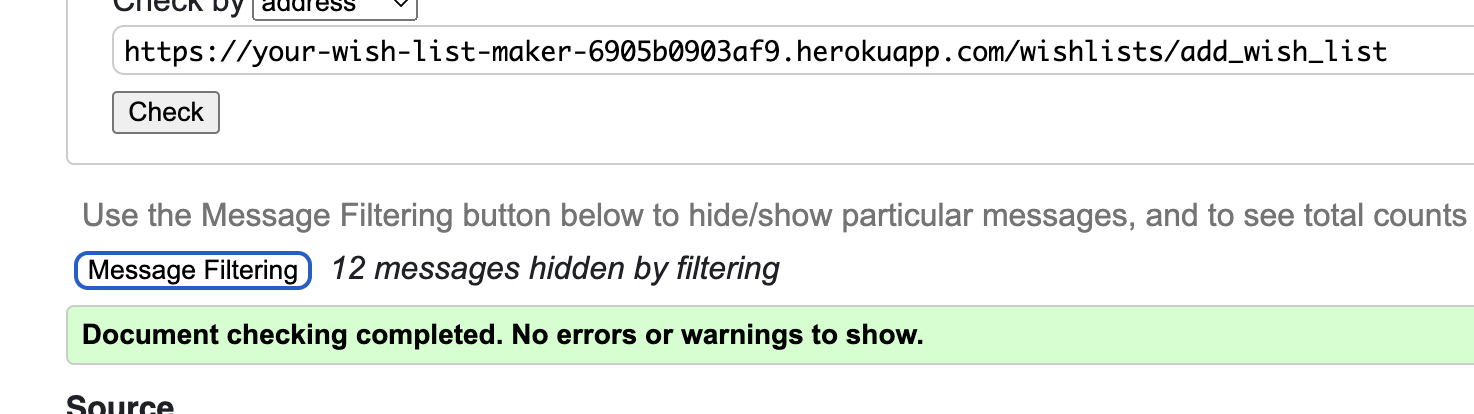 Check by address
https://your-wish-list-maker-6905b0903af9.herokuapp.com/wishlists/add_wish_list
Check
Use the Message Filtering button below to hide/show particular messages, and to see total counts
Message Filtering 12 messages hidden by filtering
Document checking completed. No errors or warnings to show.
Source